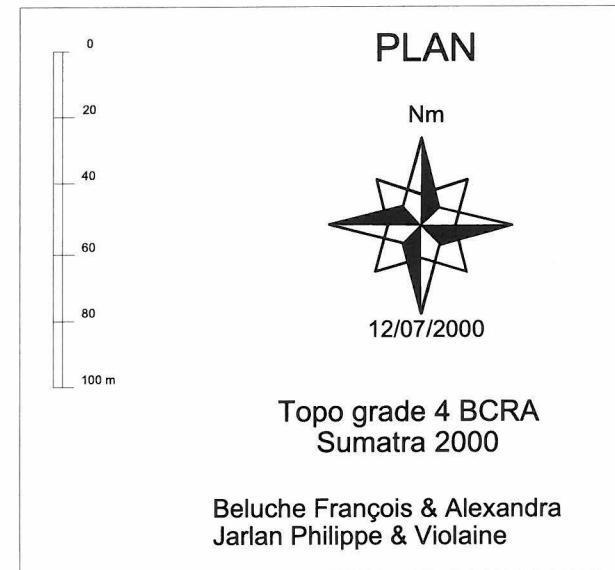 PLAN
0
20
40
60
80
100 m
Nm
12/07/2000
Topo grade 4 BCRA
Sumatra 2000
Beluche François & Alexandra
Jarlan Philippe & Violaine